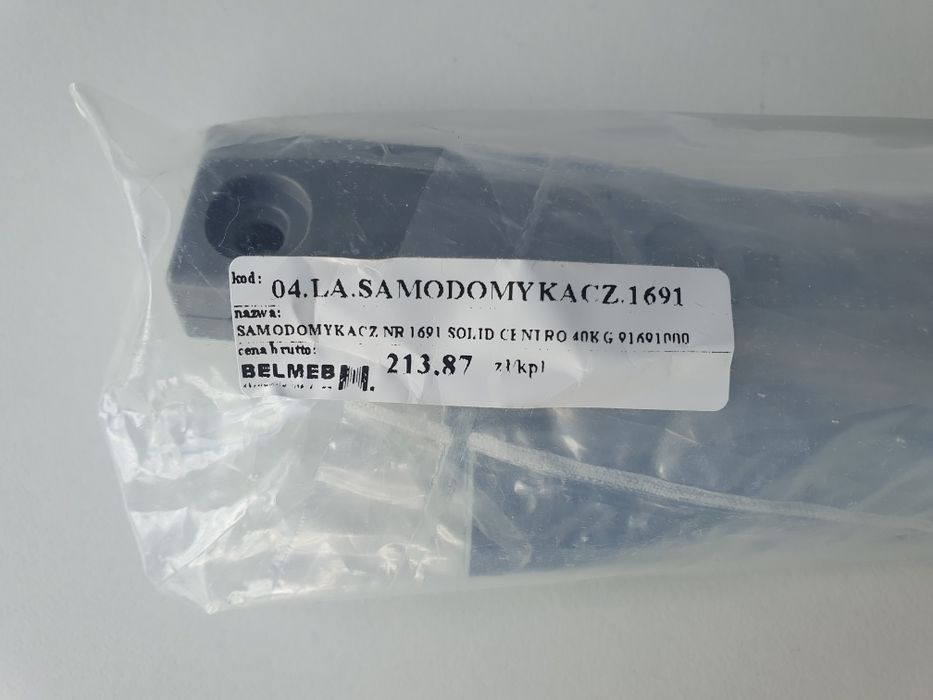 kod: 04.LA.SAMODOMYKACZ.1691
nazwa:
SAMODOMYKACZ NR 1691 SOLID CENTRO 40KG 91691000
cena brutto:
BELMEB 213.87 zł/kpl